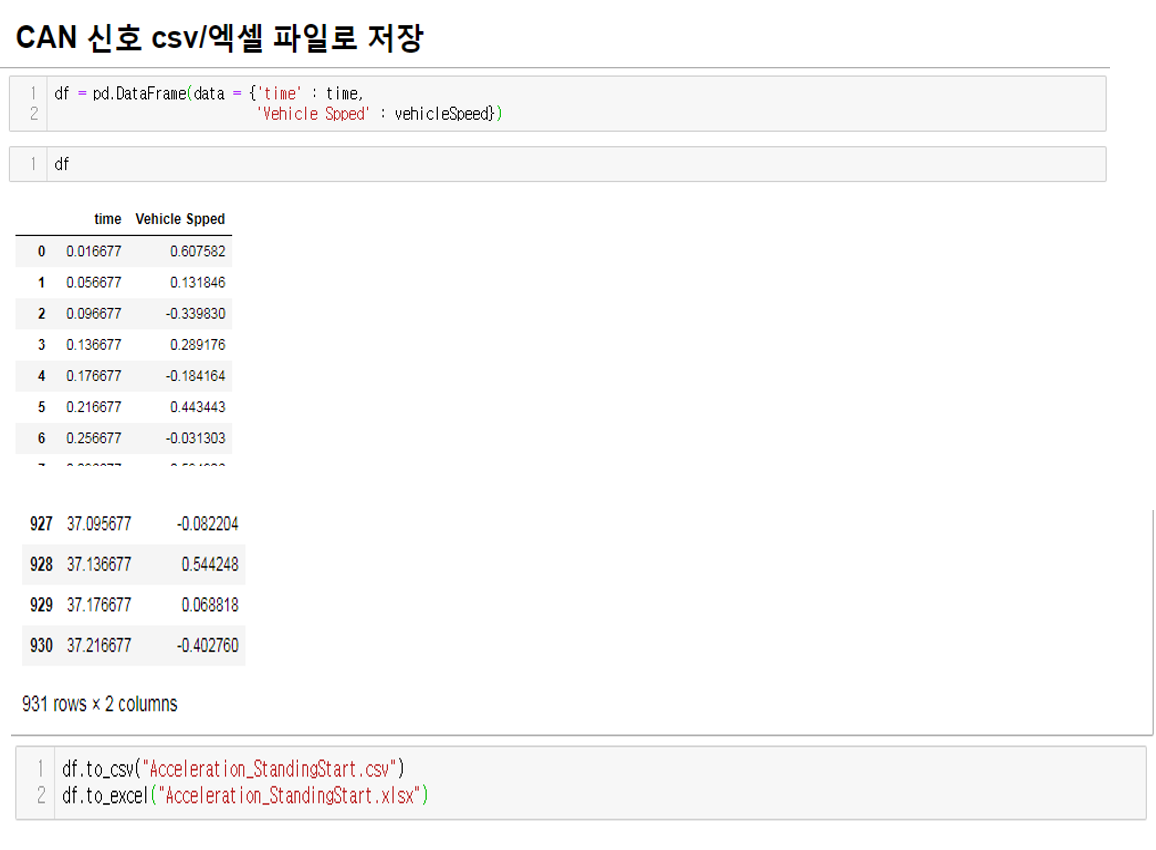 CAN 신호 csv/엑셀 파일로 저장
1 df = pd.DataFrame(data = {'time' : time,
2 'Vehicle Spped' : vehicleSpeed})
1 df
time Vehicle Spped
0 0.016677 0.607582
1 0.056677 0.131846
2 0.096677 -0.339830
3 0.136677 0.289176
4 0.176677 -0.184164
5 0.216677 0.443443
6 0.256677 -0.031303
927 37.095677 -0.082204
928 37.136677 0.544248
929 37.176677 0.068818
930 37.216677 -0.402760
931 rows × 2 columns
1 df.to_csv("Acceleration_StandingStart.csv")
2 df.to_excel("Acceleration_StandingStart.xlsx")